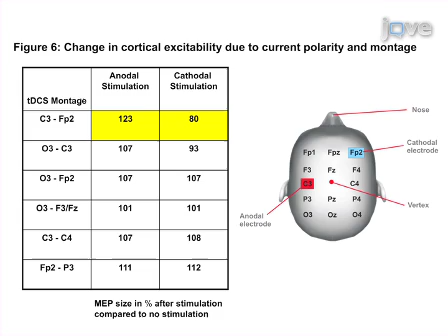 jove
Figure 6: Change in cortical excitability due to current polarity and montage
tDCS Montage
Anodal
Stimulation
Cathodal
Stimulation
C3 - Fp2 123 80
O3 - C3 107 93
O3 - Fp2 107 107
O3 - F3/Fz 101 101
C3 - C4 107 108
Fp2 - P3 111 112
MEP size in % after stimulation
compared to no stimulation
Nose
Cathodal
electrode
Fp1 Fpz Fp2
F3 Fz F4
C3 C4
Vertex
P3 Pz P4
O3 Oz O4
Anodal
electrode